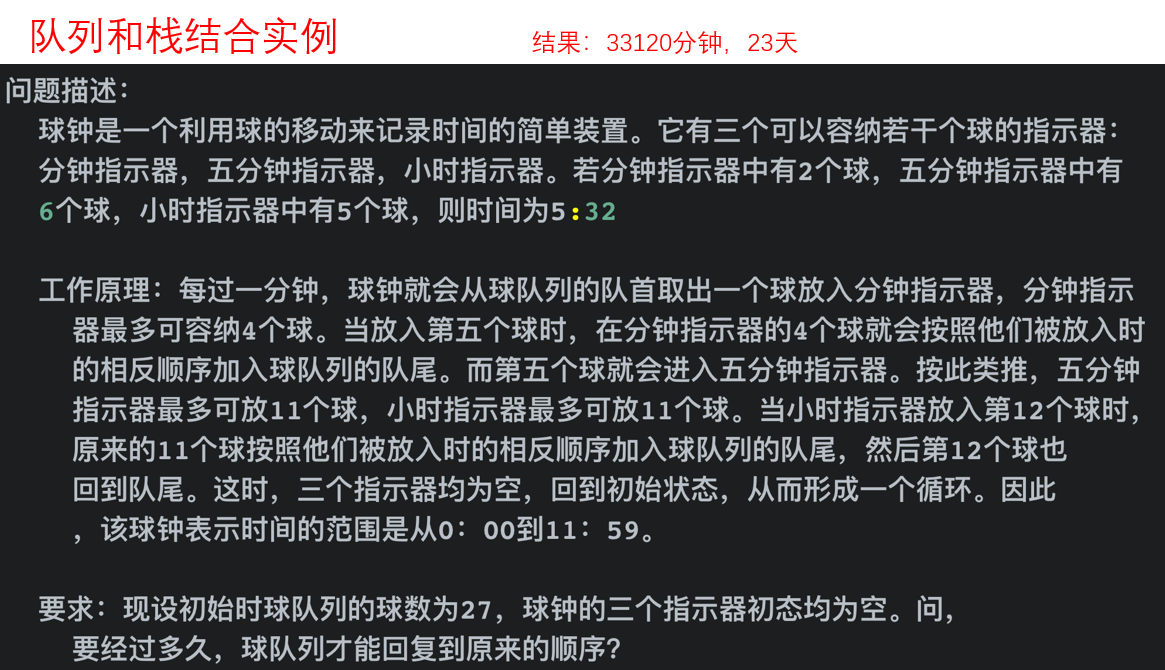 队列和栈结合实例
结果：33120分钟，23天
问题描述：
球钟是一个利用球的移动来记录时间的简单装置。它有三个可以容纳若干个球的指示器：
分钟指示器，五分钟指示器，小时指示器。若分钟指示器中有2个球，五分钟指示器中有
6个球，小时指示器中有5个球，则时间为5:32
工作原理：每过一分钟，球钟就会从球队列的队首取出一个球放入分钟指示器，分钟指示
器最多可容纳4个球。当放入第五个球时，在分钟指示器的4个球就会按照他们被放入时
的相反顺序加入球队列的队尾。而第五个球就会进入五分钟指示器。按此类推，五分钟
指示器最多可放11个球，小时指示器最多可放11个球。当小时指示器放入第12个球时，
原来的11个球按照他们被放入时的相反顺序加入球队列的队尾，然后第12个球也
回到队尾。这时，三个指示器均为空，回到初始状态，从而形成一个循环。因此
，该球钟表示时间的范围是从0：00到11：59。
要求：现设初始时球队列的球数为27，球钟的三个指示器初态均为空。问，
要经过多久，球队列才能回复到原来的顺序？